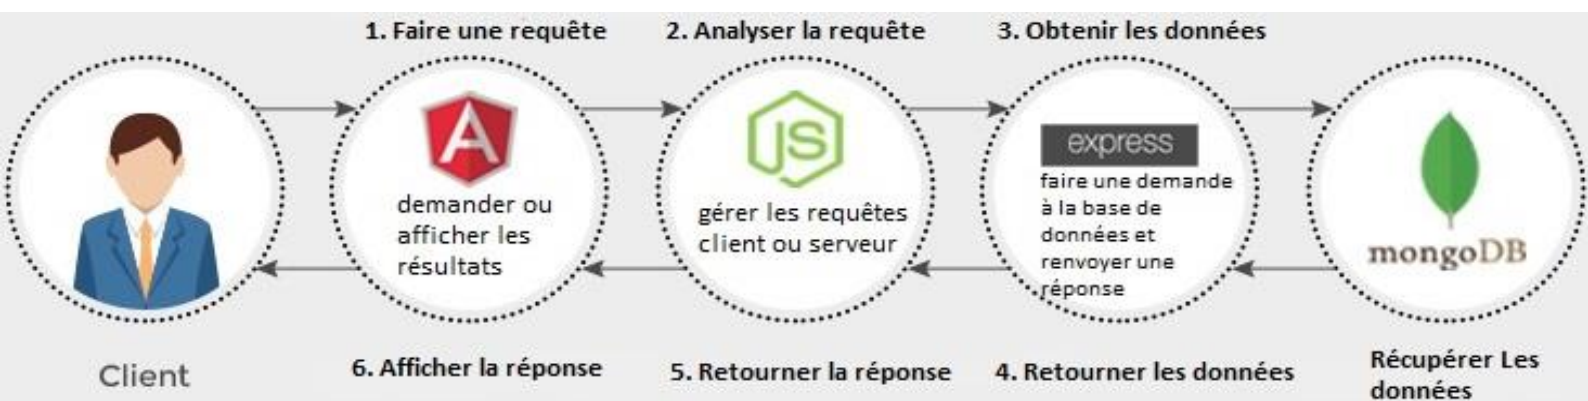 1. Faire une requête
2. Analyser la requête
3. Obtenir les données
A
demander ou
afficher les
résultats
JS
gérer les requêtes
client ou serveur
express
faire une demande
à la base de
données et
renvoyer une
réponse
mongoDB
Client
6. Afficher la réponse
5. Retourner la réponse
4. Retourner les données
Récupérer Les
données